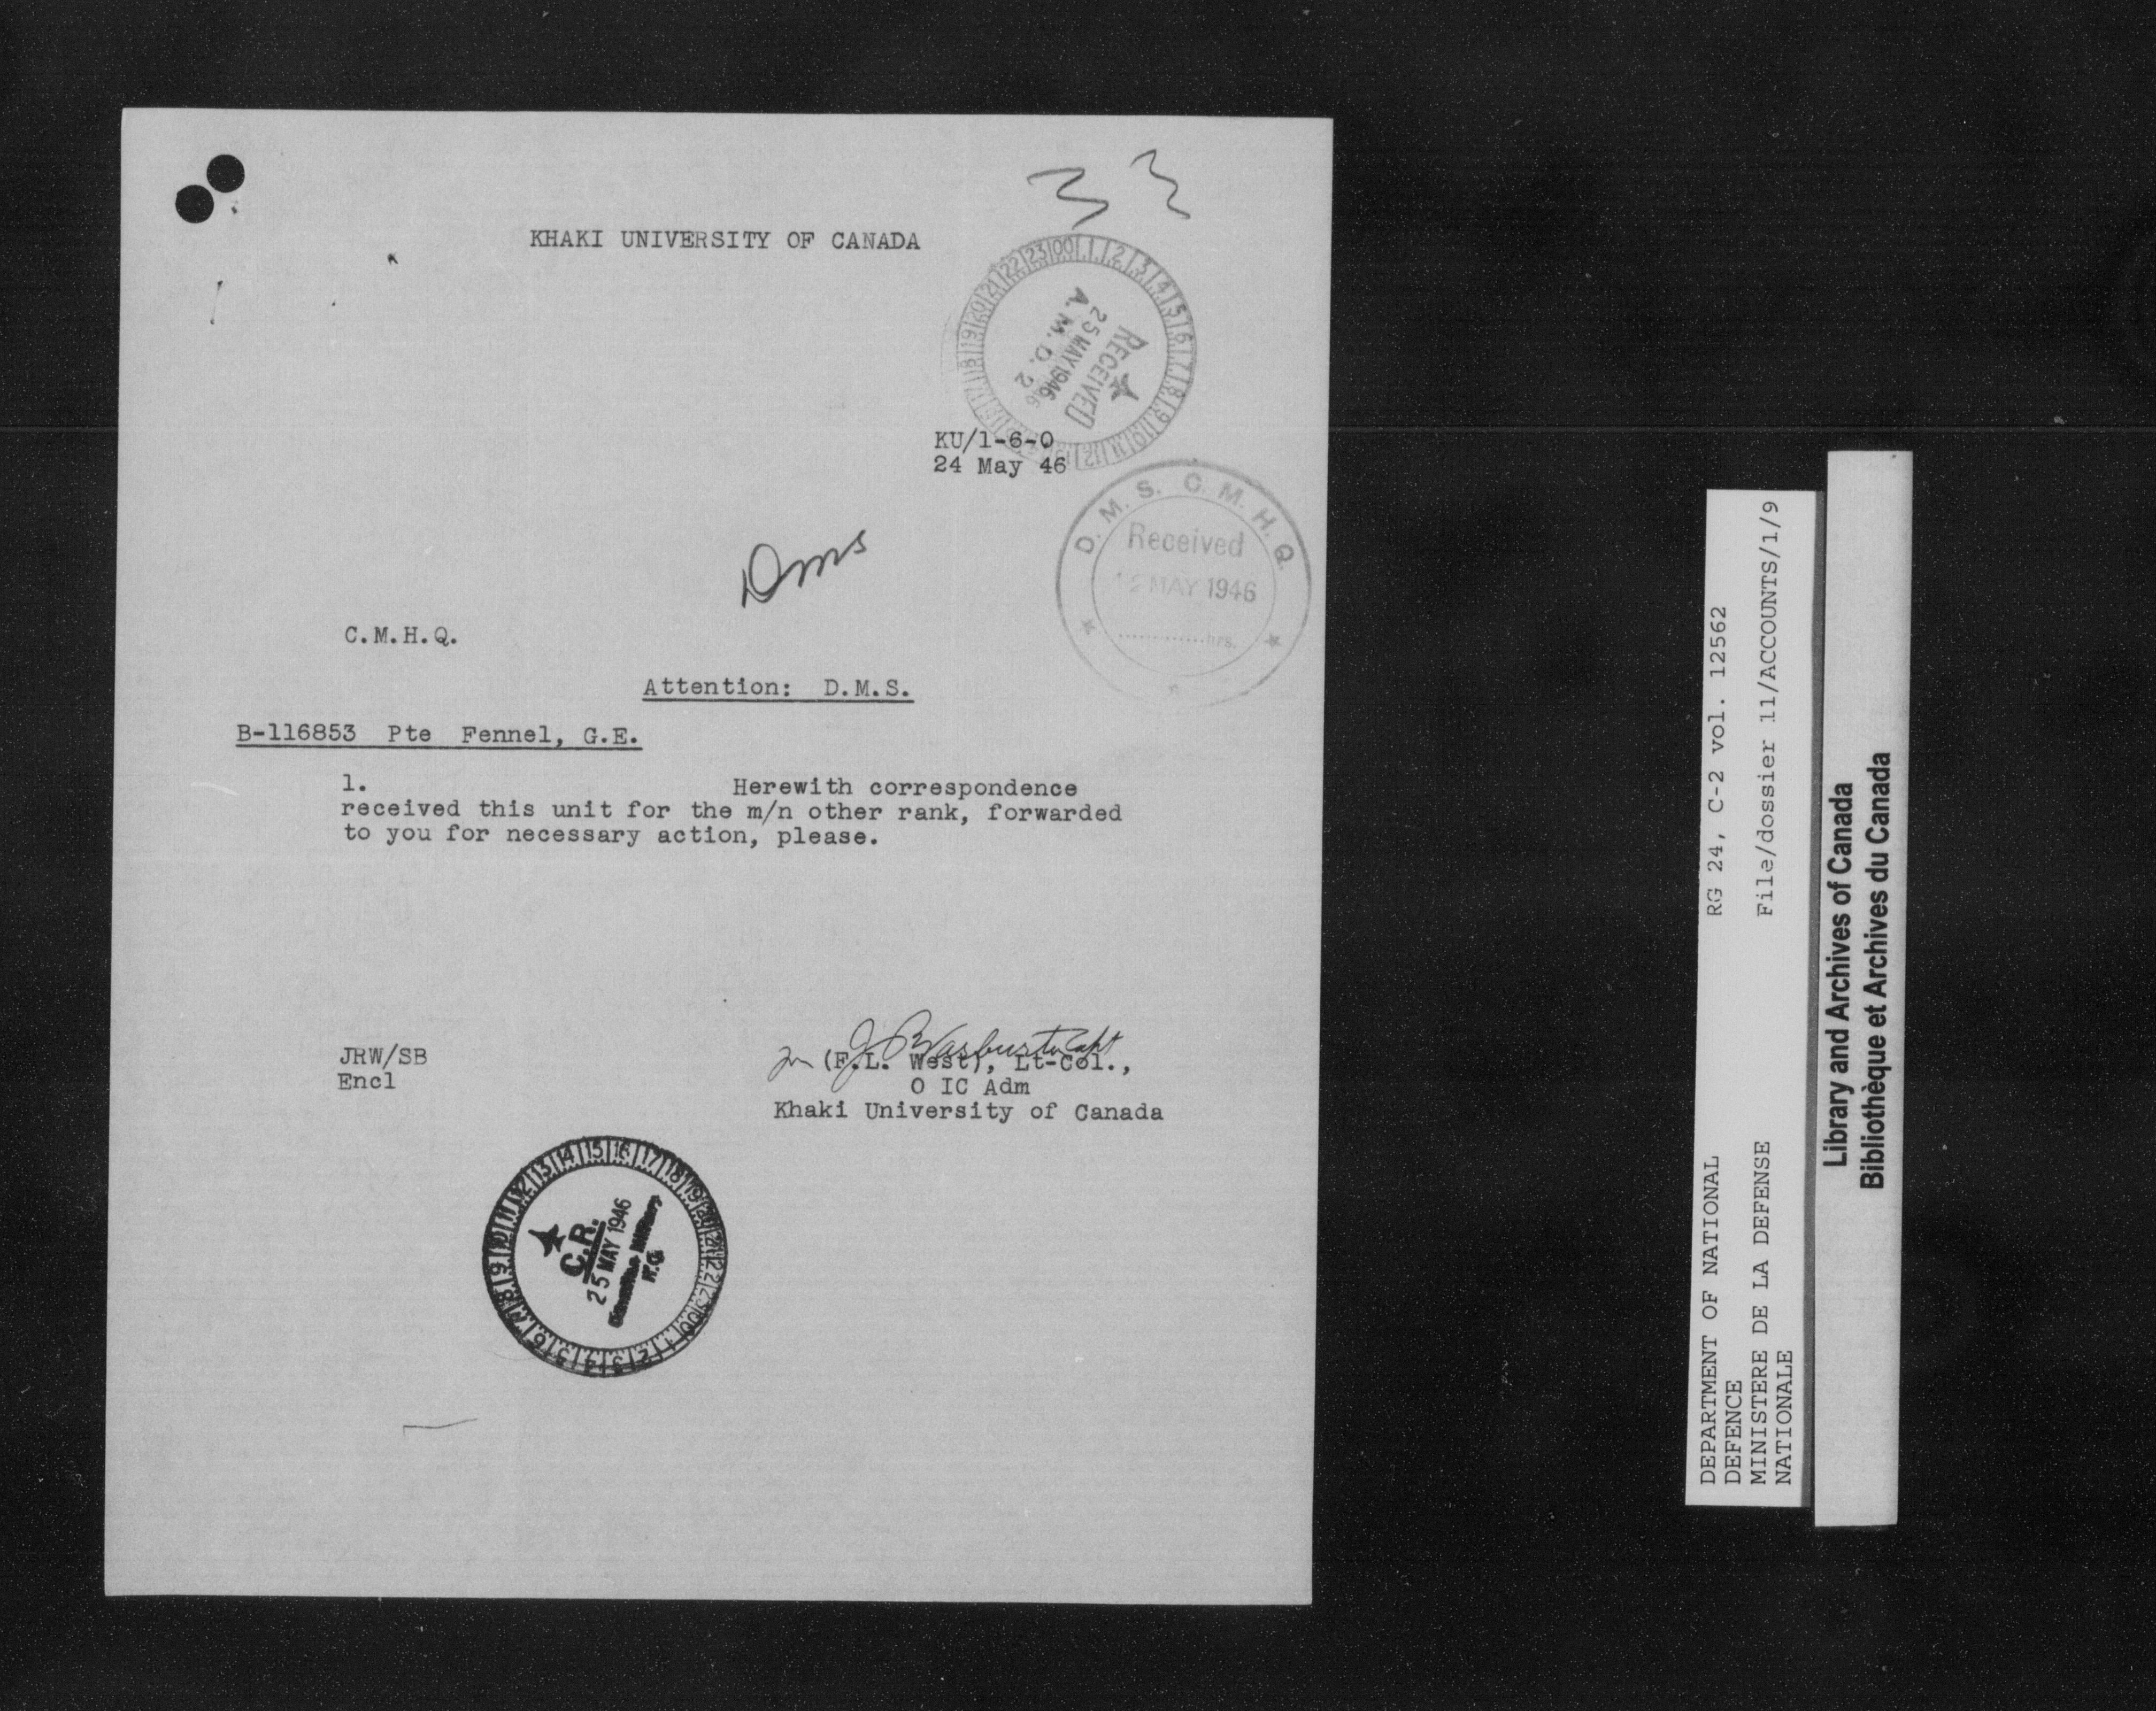 33
KHAKI UNIVERSITY OF CANADA
RECEIVED
25 MAY 1946
A. M. D. 2
KU/1-6-0
24 May 46
D. M. S. C. M. H. Q.
Received
MAY 1946
hrs.
Dms
C.M.H.Q.
Attention: D.M.S.
B-116853 Pte Fennel, G.E.
1. Herewith correspondence
received this unit for the m/n other rank, forwarded
to you for necessary action, please.
JRW/SB
Encl
Capt
(F.L. West), Lt-Col.,
O IC Adm
Khaki University of Canada
C.R.
25 MAY 1946
H.Q.
DEPARTMENT OF NATIONAL
DEFENCE
MINISTERE DE LA DEFENSE
NATIONALE
RG 24, C-2 vol. 12562
File/dossier 11/ACCOUNTS/1/9
Library and Archives of Canada
Bibliothèque et Archives du Canada